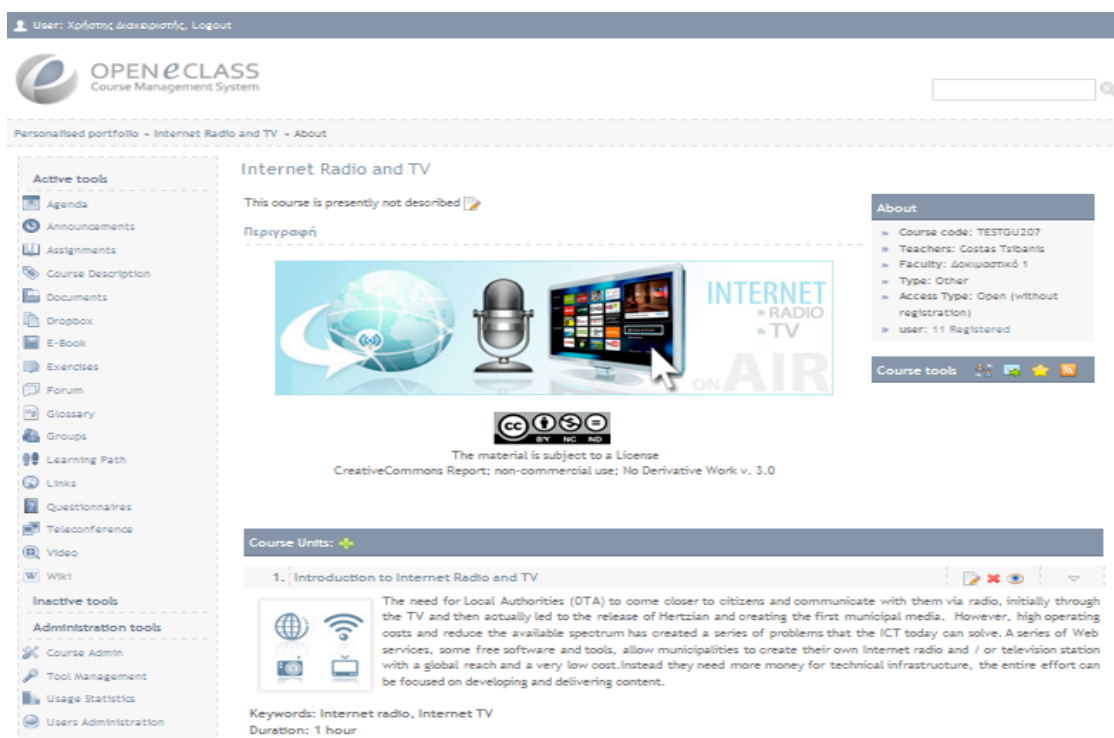 User: Χρήστης Διαχειριστής, Logout
OPEN eCLASS
Course Management System
Personalised portfolio » Internet Radio and TV » About
Active tools
Agenda
Announcements
Assignments
Course Description
Documents
Dropbox
E-Book
Exercises
Forum
Glossary
Groups
Learning Path
Links
Questionnaires
Teleconference
Video
Wiki
Inactive tools
Administration tools
Course Admin
Tool Management
Usage Statistics
Users Administration
Internet Radio and TV
This course is presently not described
Περιγραφή
INTERNET
» RADIO
» TV
ON AIR
CC BY NC ND
The material is subject to a License
CreativeCommons Report; non-commercial use; No Derivative Work v. 3.0
About
» Course code: TESTGU207
» Teachers: Costas Tsibanis
» Faculty: Δοκιμαστικό 1
» Type: Other
» Access Type: Open (without
registration)
» user: 11 Registered
Course tools
Course Units:
1. Introduction to Internet Radio and TV
The need for Local Authorities (OTA) to come closer to citizens and communicate with them via radio, initially through
the TV and then actually led to the release of Hertzian and creating the first municipal media. However, high operating
costs and reduce the available spectrum has created a series of problems that the ICT today can solve. A series of Web
services, some free software and tools, allow municipalities to create their own Internet radio and / or television station
with a global reach and a very low cost.Instead they need more money for technical infrastructure, the entire effort can
be focused on developing and delivering content.
Keywords: Internet radio, Internet TV
Duration: 1 hour